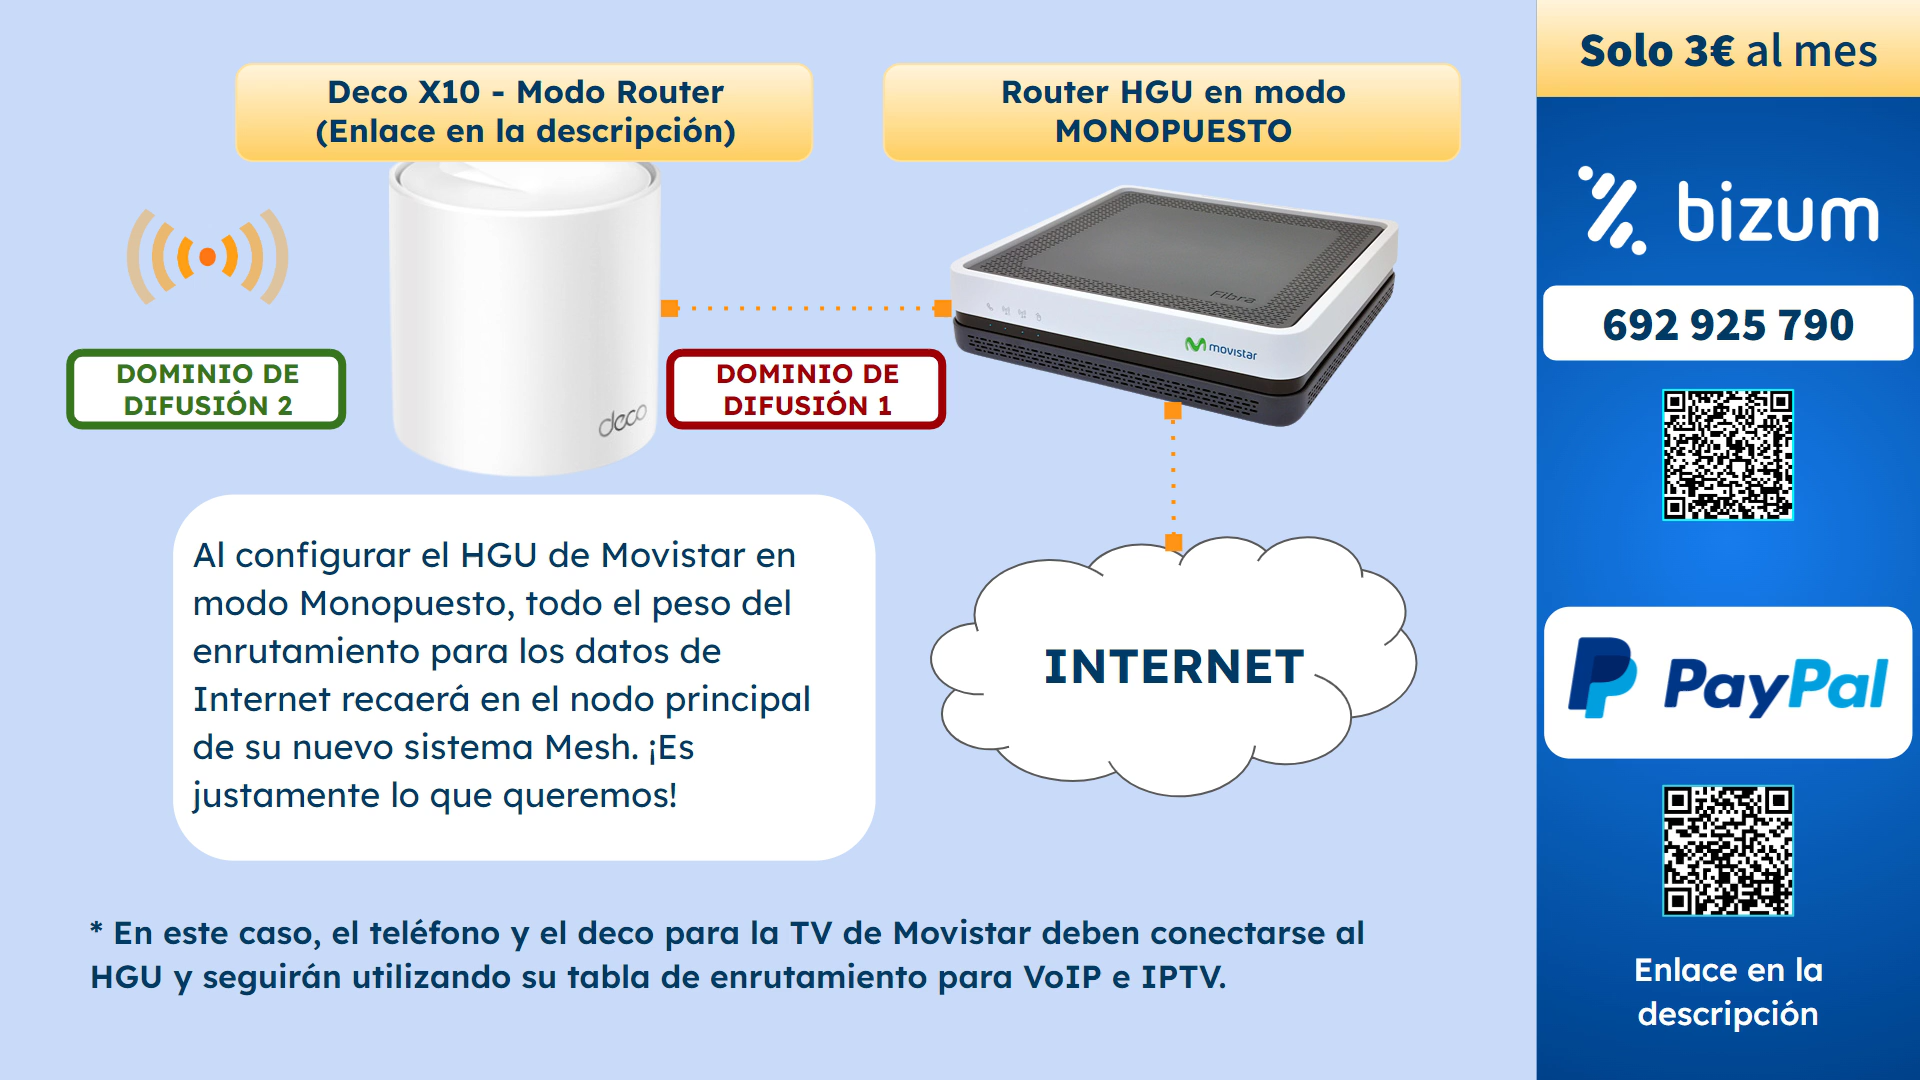 Deco X10 - Modo Router
(Enlace en la descripción)
Router HGU en modo
MONOPUESTO
Fibra
movistar
deco
DOMINIO DE
DIFUSIÓN 2
DOMINIO DE
DIFUSIÓN 1
Al configurar el HGU de Movistar en
modo Monopuesto, todo el peso del
enrutamiento para los datos de
Internet recaerá en el nodo principal
de su nuevo sistema Mesh. ¡Es
justamente lo que queremos!
INTERNET
* En este caso, el teléfono y el deco para la TV de Movistar deben conectarse al
HGU y seguirán utilizando su tabla de enrutamiento para VoIP e IPTV.
Solo 3€ al mes
bizum
692 925 790
PayPal
Enlace en la
descripción